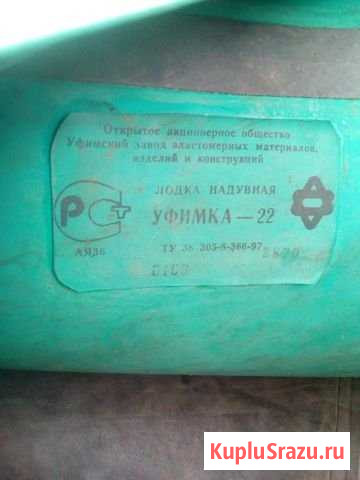 Открытое акционерное общество
Уфимский завод эластомерных материалов,
изделий и конструкций
ЛОДКА НАДУВНАЯ
УФИМКА—22
РСТ
АЯ36
ТУ 38 305-8-366-97
KupluSrazu.ru